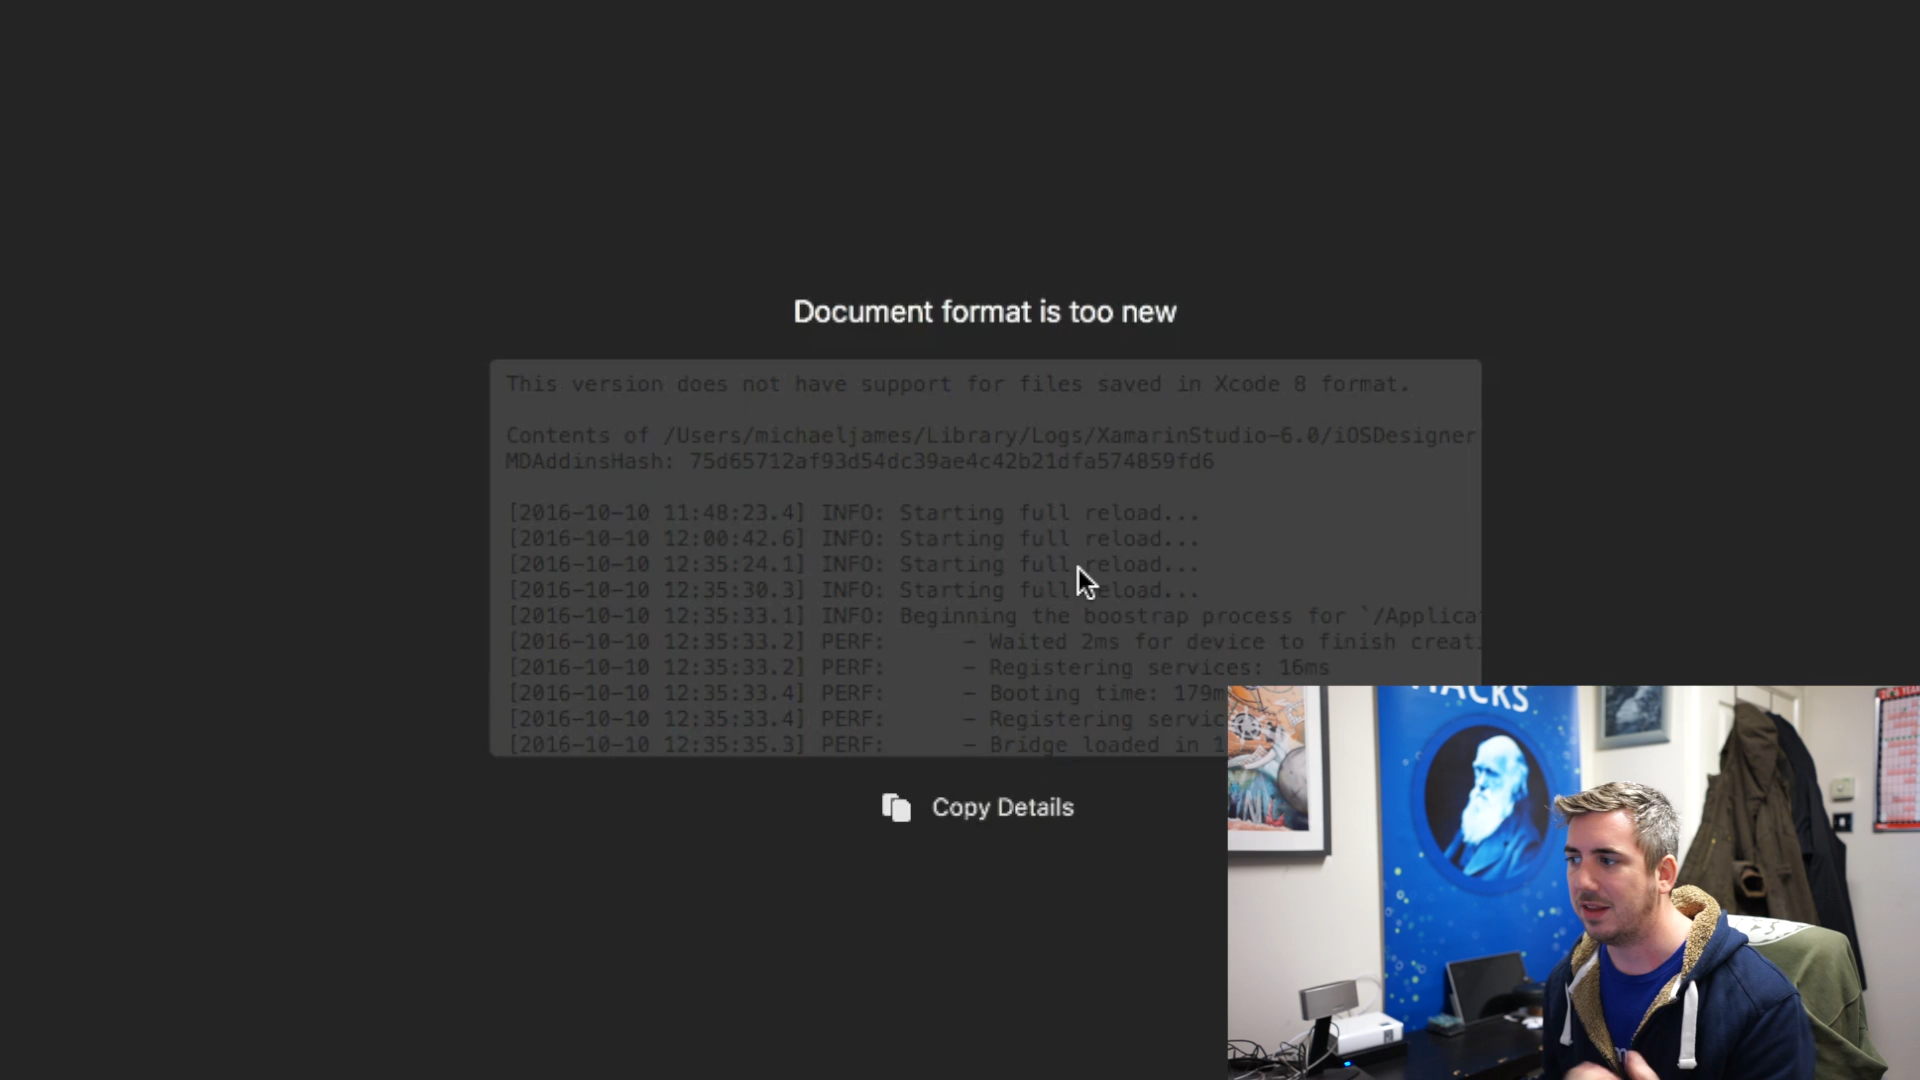 Document format is too new
This version does not have support for files saved in Xcode 8 format.
Contents of /Users/michaeljames/Library/Logs/XamarinStudio-6.0/iOSDesigner
MDAddinsHash: 75d65712af93d54dc39ae4c42b21dfa574859fd6
[2016-10-10 11:48:23.4] INFO: Starting full reload...
[2016-10-10 12:00:42.6] INFO: Starting full reload...
[2016-10-10 12:35:24.1] INFO: Starting full reload...
[2016-10-10 12:35:30.3] INFO: Starting full reload...
[2016-10-10 12:35:33.1] INFO: Beginning the boostrap process for `/Applica
[2016-10-10 12:35:33.2] PERF: - Waited 2ms for device to finish creat
[2016-10-10 12:35:33.2] PERF: - Registering services: 16ms
[2016-10-10 12:35:33.4] PERF: - Booting time: 179m
[2016-10-10 12:35:33.4] PERF: - Registering servic
[2016-10-10 12:35:35.3] PERF: - Bridge loaded in 1
Copy Details
HACKS